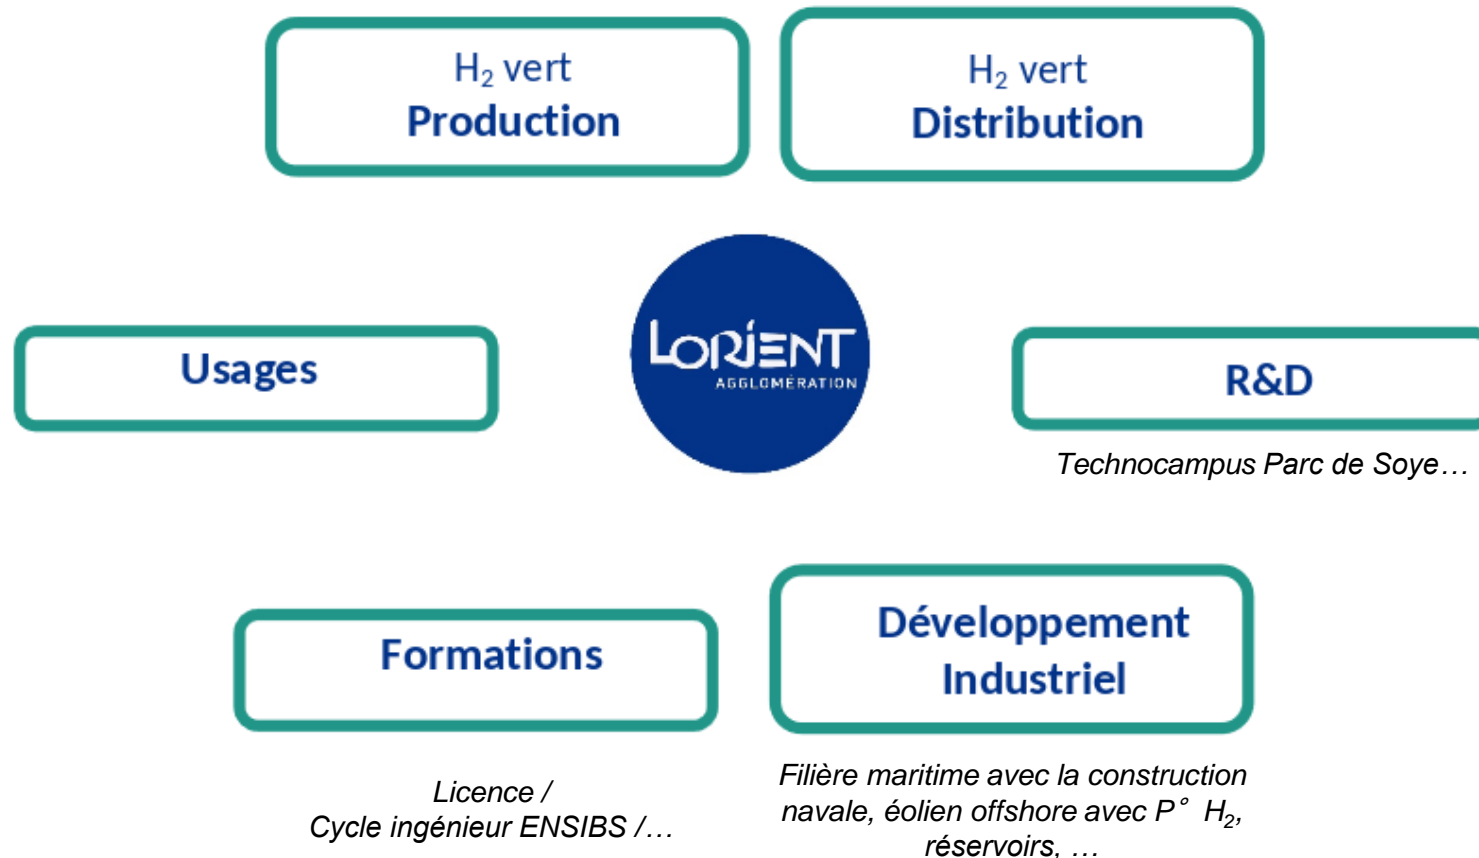 H₂ vert
Production
H₂ vert
Distribution
LORIENT
AGGLOMÉRATION
Usages
R&D
Technocampus Parc de Soye…
Formations
Développement
Industriel
Licence /
Cycle ingénieur ENSIBS /…
Filière maritime avec la construction
navale, éolien offshore avec P° H₂,
réservoirs, …